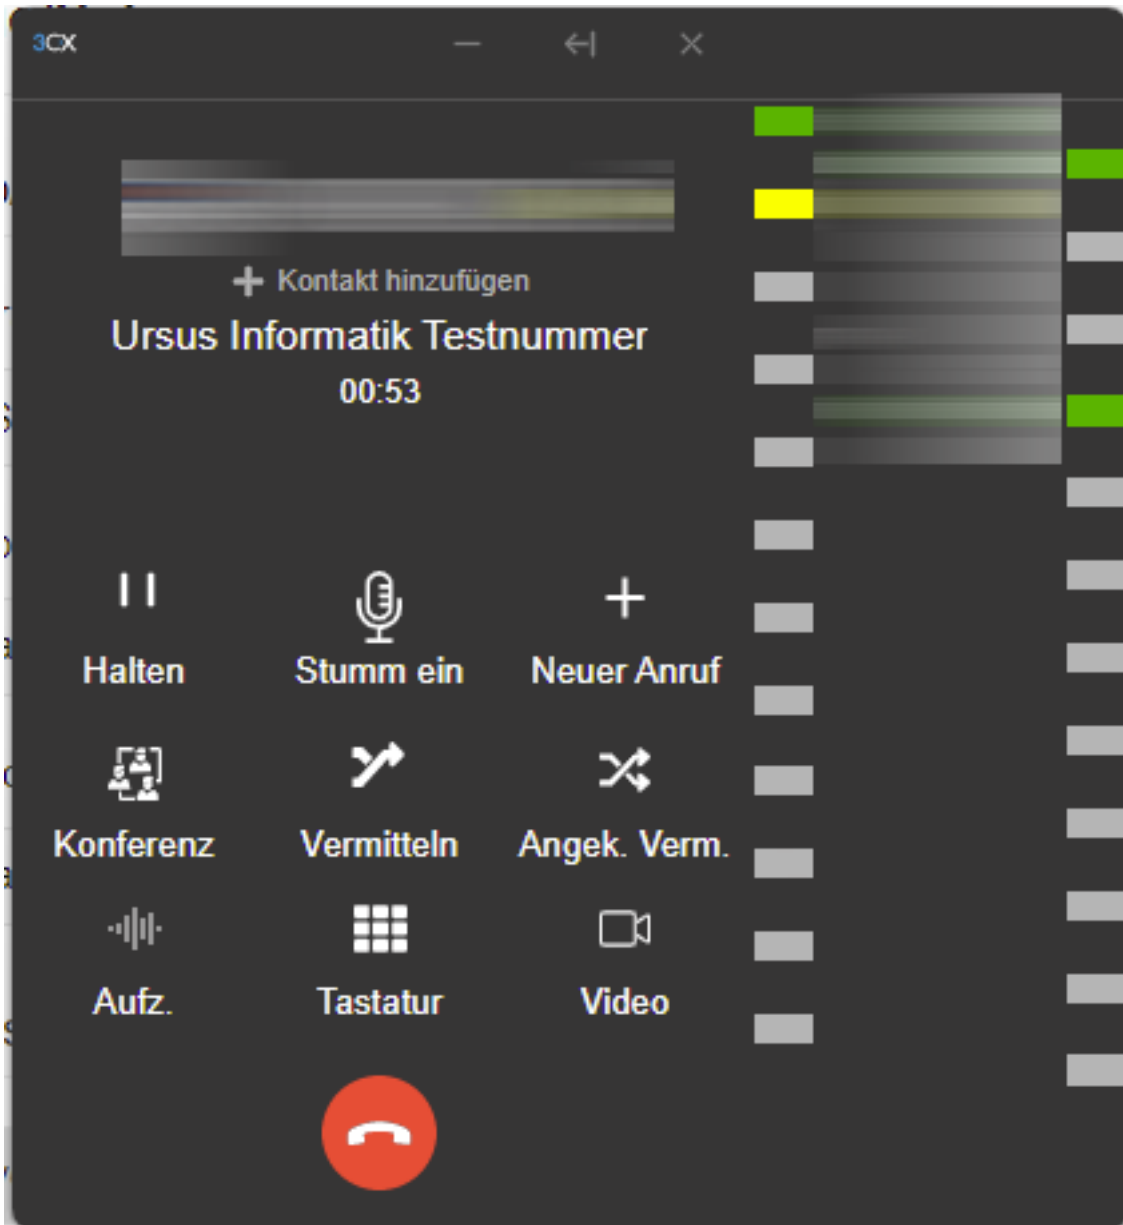 3CX
Kontakt hinzufügen
Ursus Informatik Testnummer
00:53
Halten
Stumm ein
Neuer Anruf
Konferenz
Vermitteln
Angek. Verm.
Aufz.
Tastatur
Video